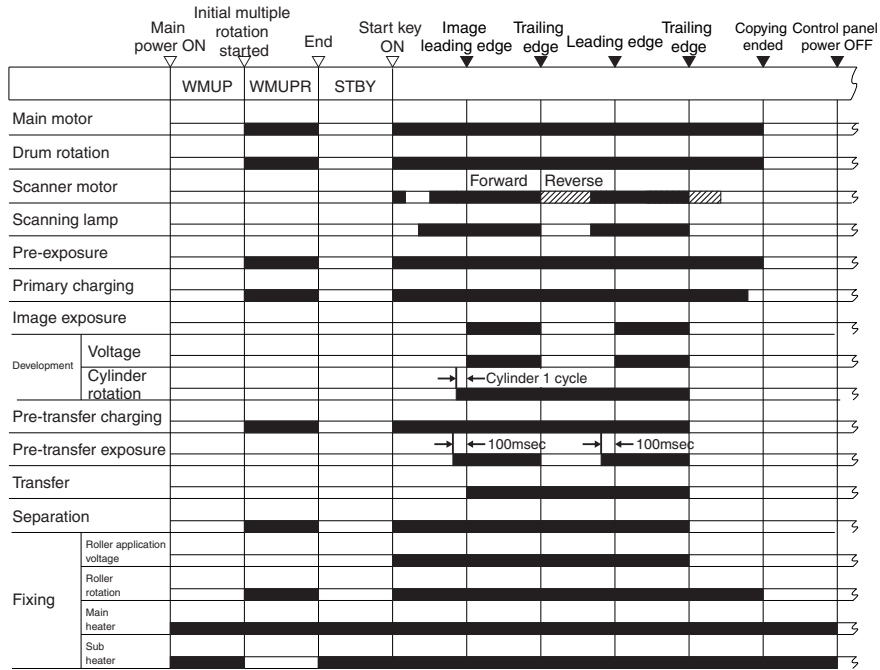 Main
power ON
Initial multiple
rotation
started
End
Start key
ON
Image
leading edge
Trailing
edge
Leading edge
Trailing
edge
Copying
ended
Control panel
power OFF
WMUP
WMUPR
STBY
Main motor
Drum rotation
Scanner motor
Forward
Reverse
Scanning lamp
Pre-exposure
Primary charging
Image exposure
Development
Voltage
Cylinder
rotation
Cylinder 1 cycle
Pre-transfer charging
Pre-transfer exposure
100msec
100msec
Transfer
Separation
Fixing
Roller application
voltage
Roller
rotation
Main
heater
Sub
heater